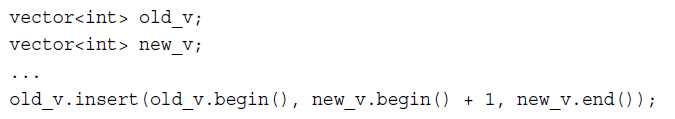 vector<int> old_v;
vector<int> new_v;
...
old_v.insert(old_v.begin(), new_v.begin() + 1, new_v.end());